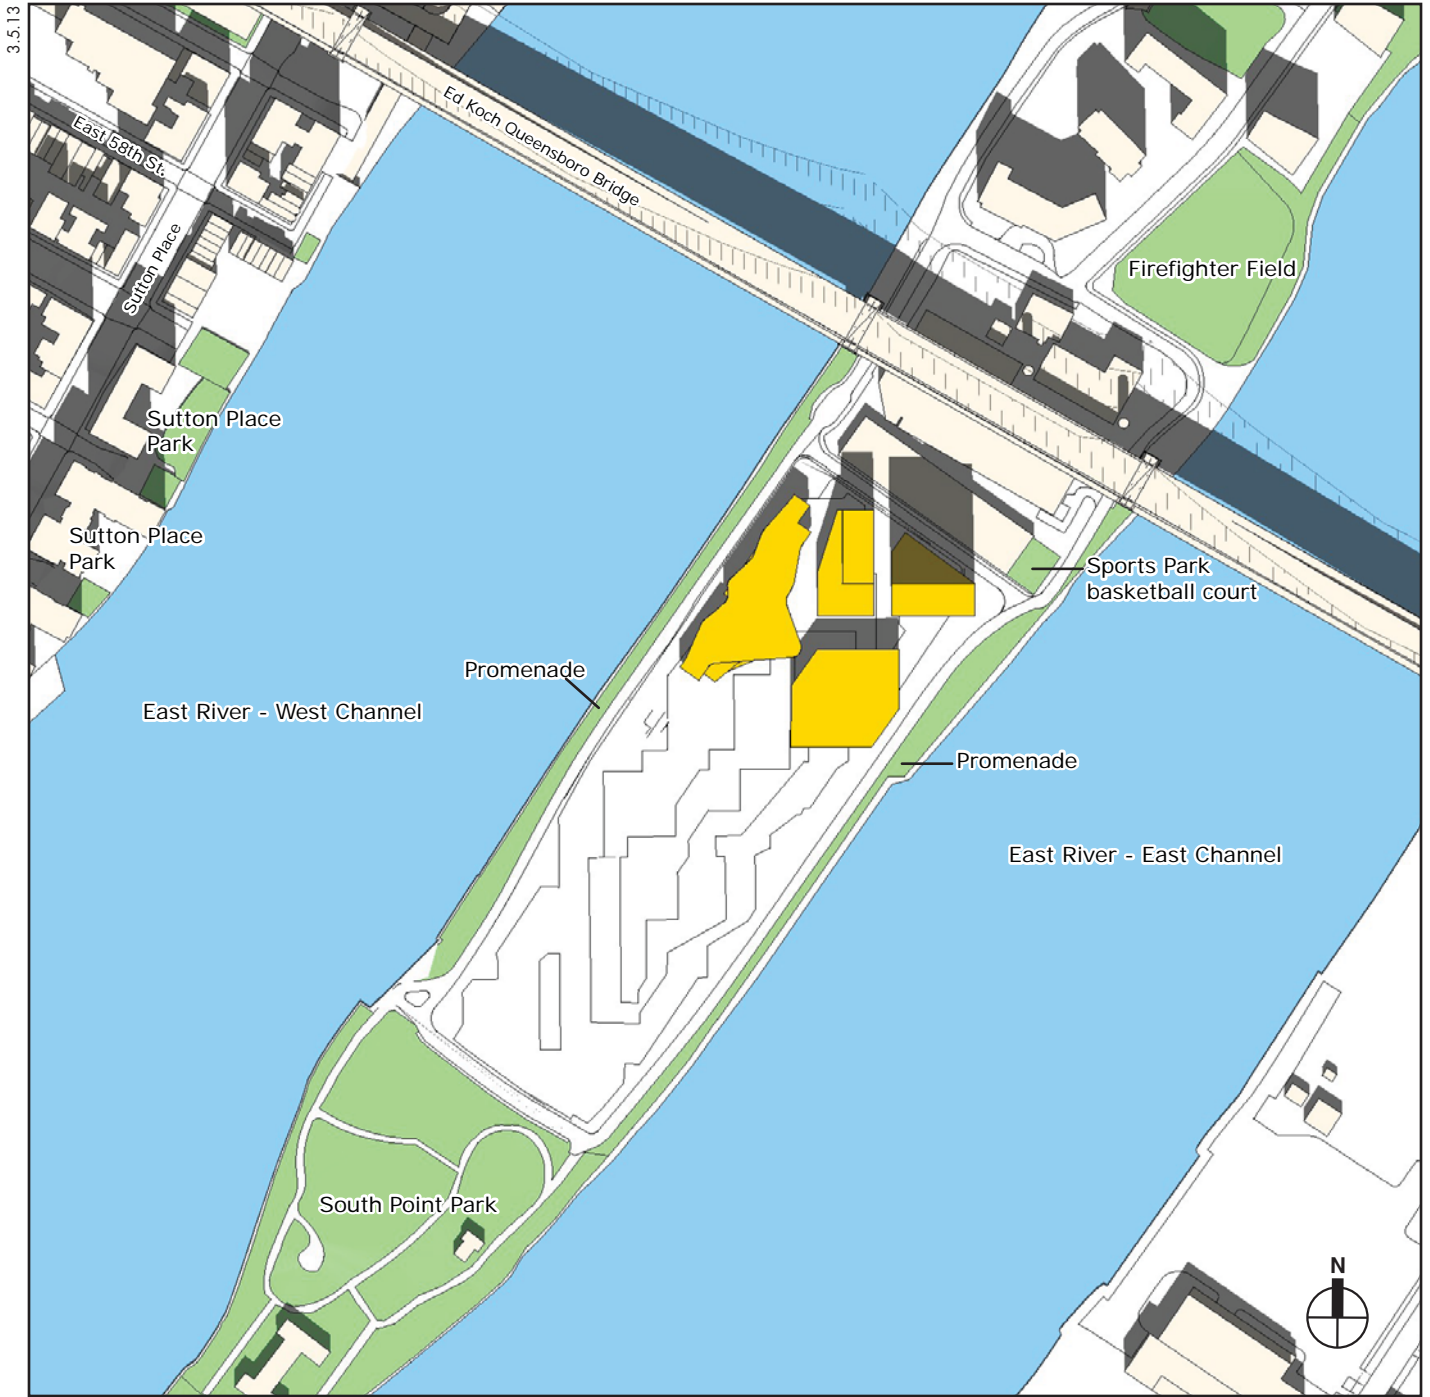 3.5.13
Ed Koch Queensboro Bridge
East 58th St.
Sutton Place
Firefighter Field
Sutton Place
Park
Sutton Place
Park
Sports Park
basketball court
Promenade
East River - West Channel
Promenade
East River - East Channel
South Point Park
N